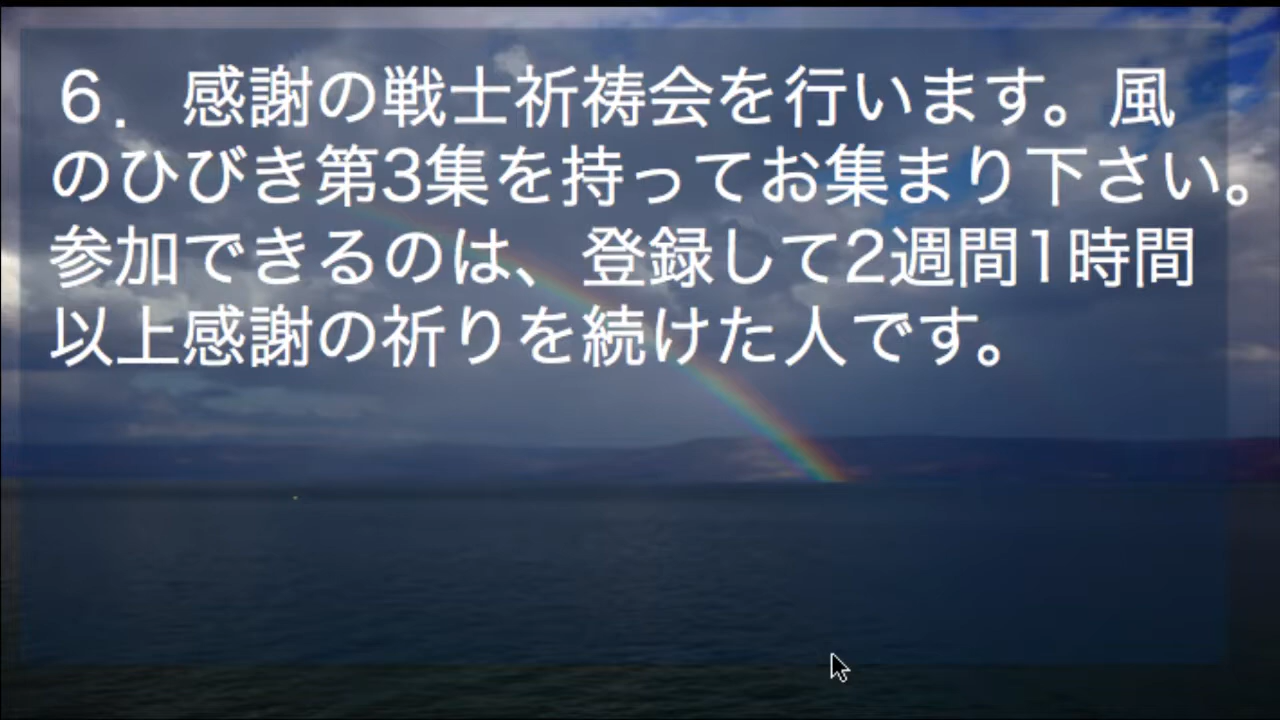 ６． 感謝の戦士祈祷会を行います。風
のひびき第3集を持ってお集まり下さい。
参加できるのは、登録して2週間1時間
以上感謝の祈りを続けた人です。